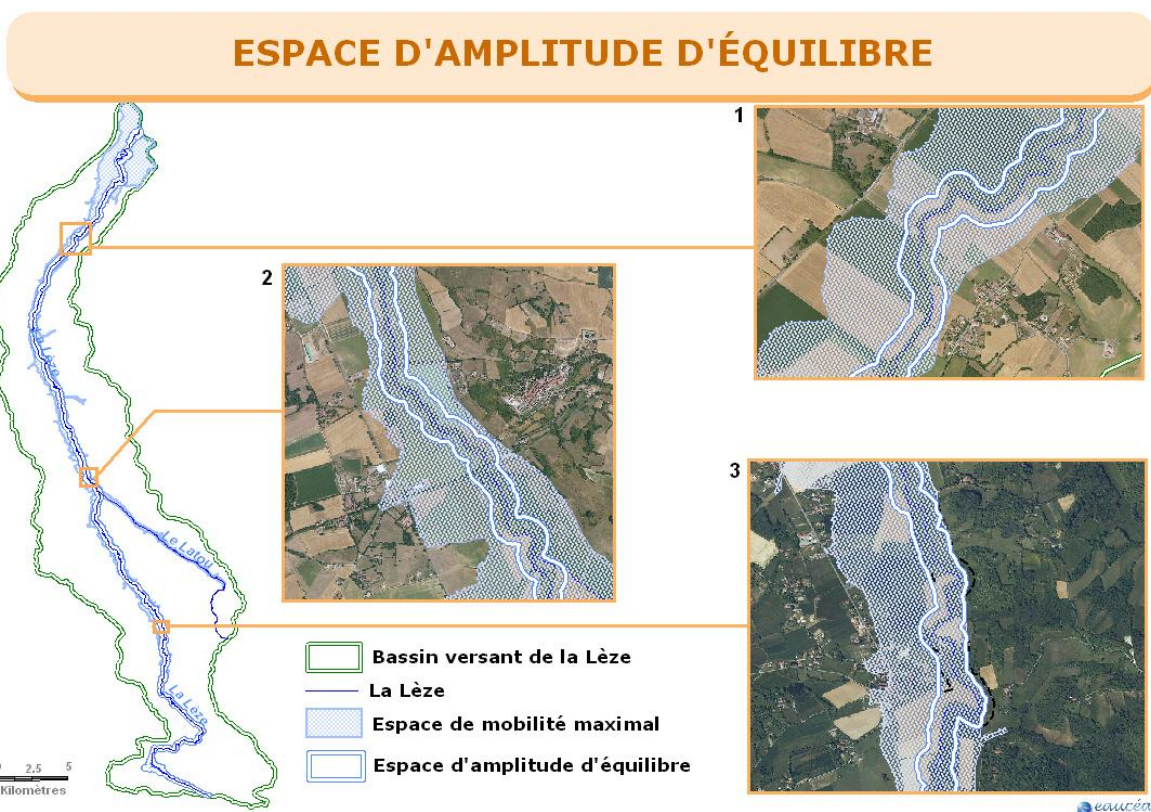 ESPACE D'AMPLITUDE D'ÉQUILIBRE
1
2
3
La Lèze
Le Latou
La Lèze
Bassin versant de la Lèze
La Lèze
Espace de mobilité maximal
Espace d'amplitude d'équilibre
0 2.5 5
Kilomètres
eaucéa